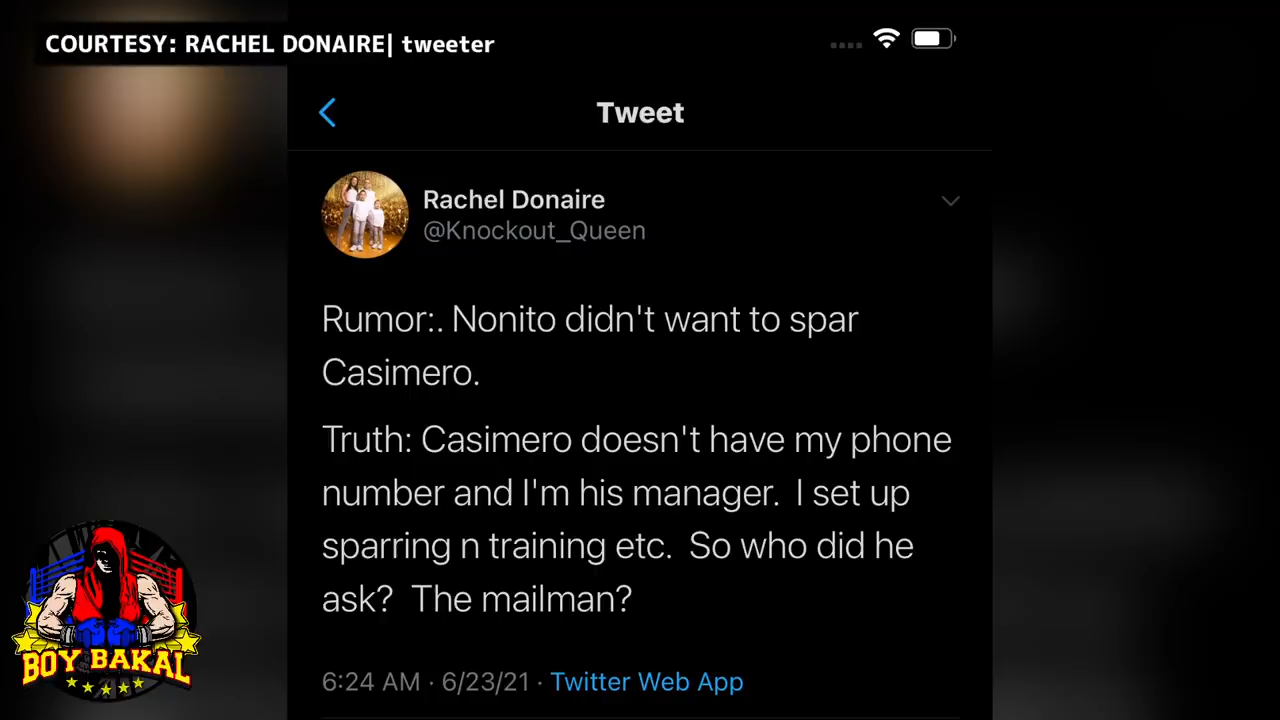 COURTESY: RACHEL DONAIRE| tweeter
Tweet
Rachel Donaire
@Knockout_Queen
Rumor:. Nonito didn't want to spar
Casimero.
Truth: Casimero doesn't have my phone
number and I'm his manager.  I set up
sparring n training etc.  So who did he
ask?  The mailman?
6:24 AM · 6/23/21 · Twitter Web App
BOY BAKAL